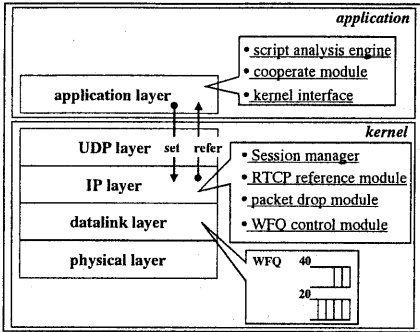 application
• script analysis engine
• cooperate module
• kernel interface
application layer
kernel
UDP layer
set
refer
IP layer
datalink layer
physical layer
• Session manager
• RTCP reference module
• packet drop module
• WFQ control module
WFQ
40
20